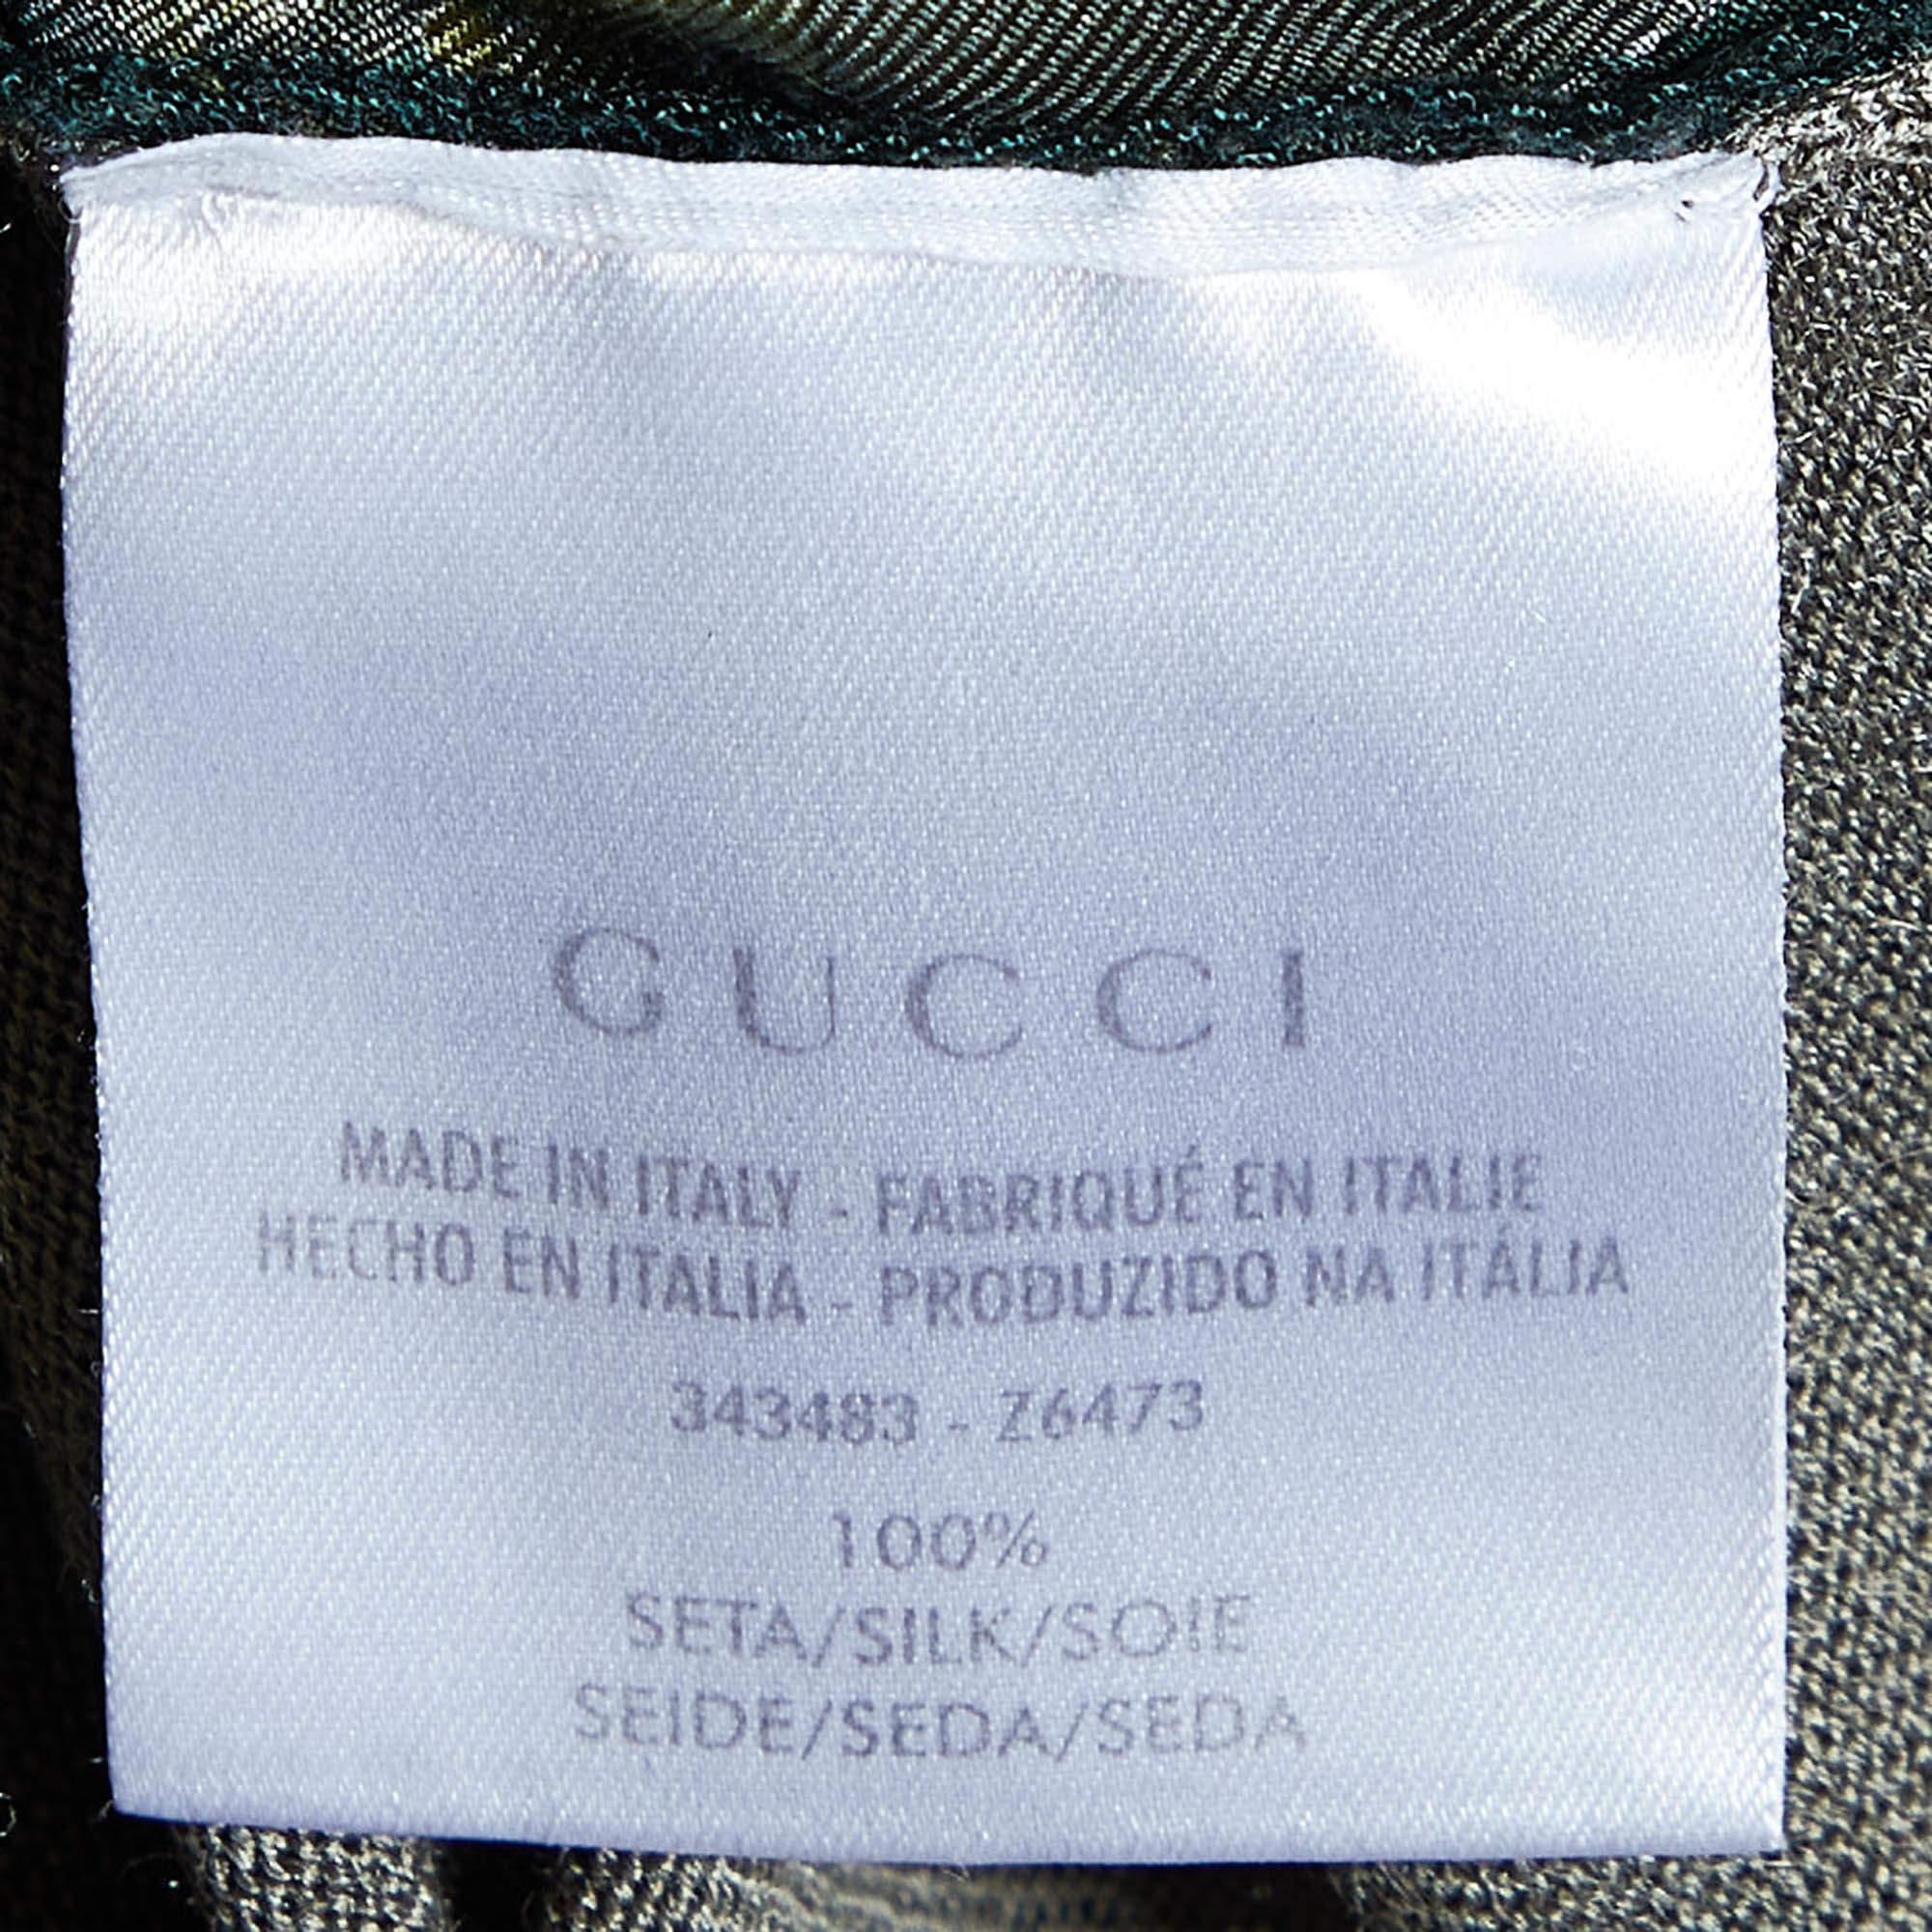 GUCCI
MADE IN ITALY - FABRIQUÉ EN ITALIE
HECHO EN ITALIA - PRODUZIDO NA ITÁLIA
343483 - Z6473
100%
SETA/SILK/SOIE
SEIDE/SEDA/SEDA